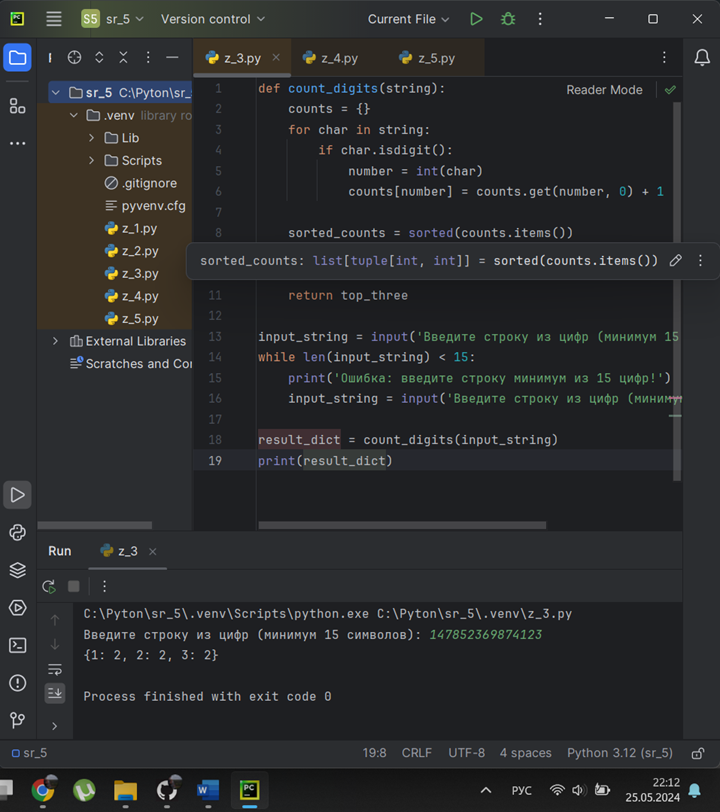 S5 sr_5 Version control Current File
z_3.py z_4.py z_5.py
sr_5 C:\Pyton\sr_
.venv library ro
Lib
Scripts
.gitignore
pyvenv.cfg
z_1.py
z_2.py
z_3.py
z_4.py
z_5.py
External Libraries
Scratches and Con
Reader Mode
1 def count_digits(string):
2 counts = {}
3 for char in string:
4 if char.isdigit():
5 number = int(char)
6 counts[number] = counts.get(number, 0) + 1
7
8 sorted_counts = sorted(counts.items())
sorted_counts: list[tuple[int, int]] = sorted(counts.items())
11 return top_three
12
13 input_string = input('Введите строку из цифр (минимум 15
14 while len(input_string) < 15:
15 print('Ошибка: введите строку минимум из 15 цифр!')
16 input_string = input('Введите строку из цифр (миниму
17
18 result_dict = count_digits(input_string)
19 print(result_dict)
Run z_3
C:\Pyton\sr_5\.venv\Scripts\python.exe C:\Pyton\sr_5\.venv\z_3.py
Введите строку из цифр (минимум 15 символов): 147852369874123
{1: 2, 2: 2, 3: 2}
Process finished with exit code 0
sr_5 19:8 CRLF UTF-8 4 spaces Python 3.12 (sr_5)
РУС 22:12
25.05.2024